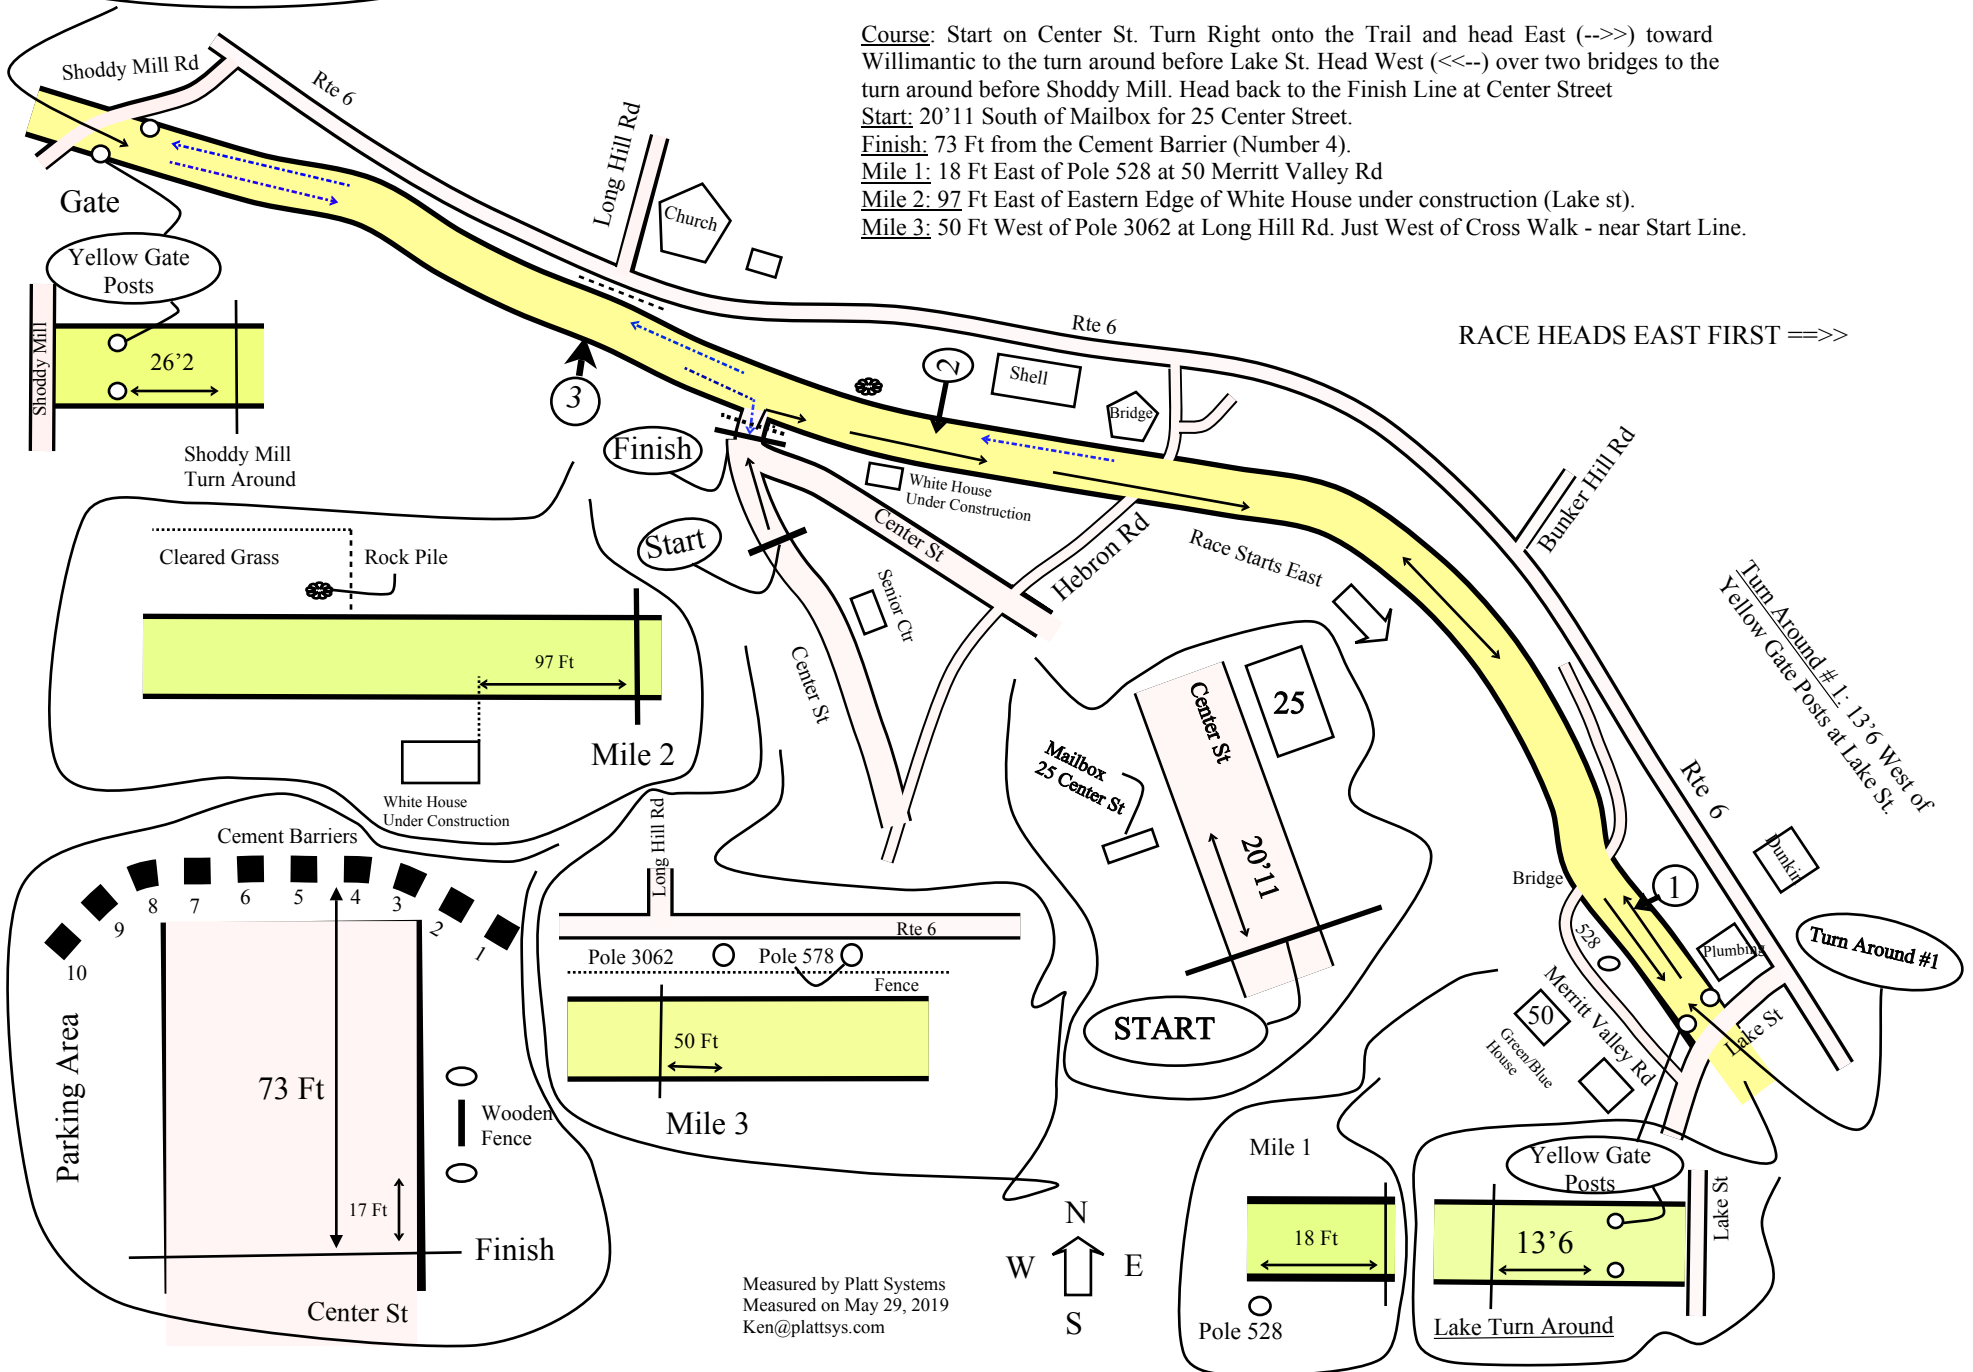 Course: Start on Center St. Turn Right onto the Trail and head East (-->>) toward
Willimantic to the turn around before Lake St. Head West (<<--) over two bridges to the
turn around before Shoddy Mill. Head back to the Finish Line at Center Street
Start: 20’11 South of Mailbox for 25 Center Street.
Finish: 73 Ft from the Cement Barrier (Number 4).
Mile 1: 18 Ft East of Pole 528 at 50 Merritt Valley Rd
Mile 2: 97 Ft East of Eastern Edge of White House under construction (Lake st).
Mile 3: 50 Ft West of Pole 3062 at Long Hill Rd. Just West of Cross Walk - near Start Line.
RACE HEADS EAST FIRST ==>>
Shoddy Mill Rd
Rte 6
Long Hill Rd
Church
Gate
Yellow Gate
Posts
Shoddy Mill
26’2
Shoddy Mill
Turn Around
3
Finish
Start
2
Shell
Bridge
Rte 6
White House
Under Construction
Center St
Hebron Rd
Senior Ctr
Center St
Race Starts East
Bunker Hill Rd
Turn Around # 1: 13’6 West of
Yellow Gate Posts at Lake St.
Rte 6
Dunkin
1
Bridge
528
Plumbing
Turn Around #1
Merritt Valley Rd
50
Green/Blue
House
Lake St
Cleared Grass
Rock Pile
97 Ft
Mile 2
White House
Under Construction
Center St
25
Mailbox
25 Center St
20’11
START
Cement Barriers
10
9
8
7
6
5
4
3
2
1
Parking Area
73 Ft
Wooden
Fence
17 Ft
Finish
Center St
Long Hill Rd
Rte 6
Pole 3062
Pole 578
Fence
50 Ft
Mile 3
Measured by Platt Systems
Measured on May 29, 2019
Ken@plattsys.com
N
W
E
S
Mile 1
18 Ft
Pole 528
Yellow Gate
Posts
13’6
Lake St
Lake Turn Around